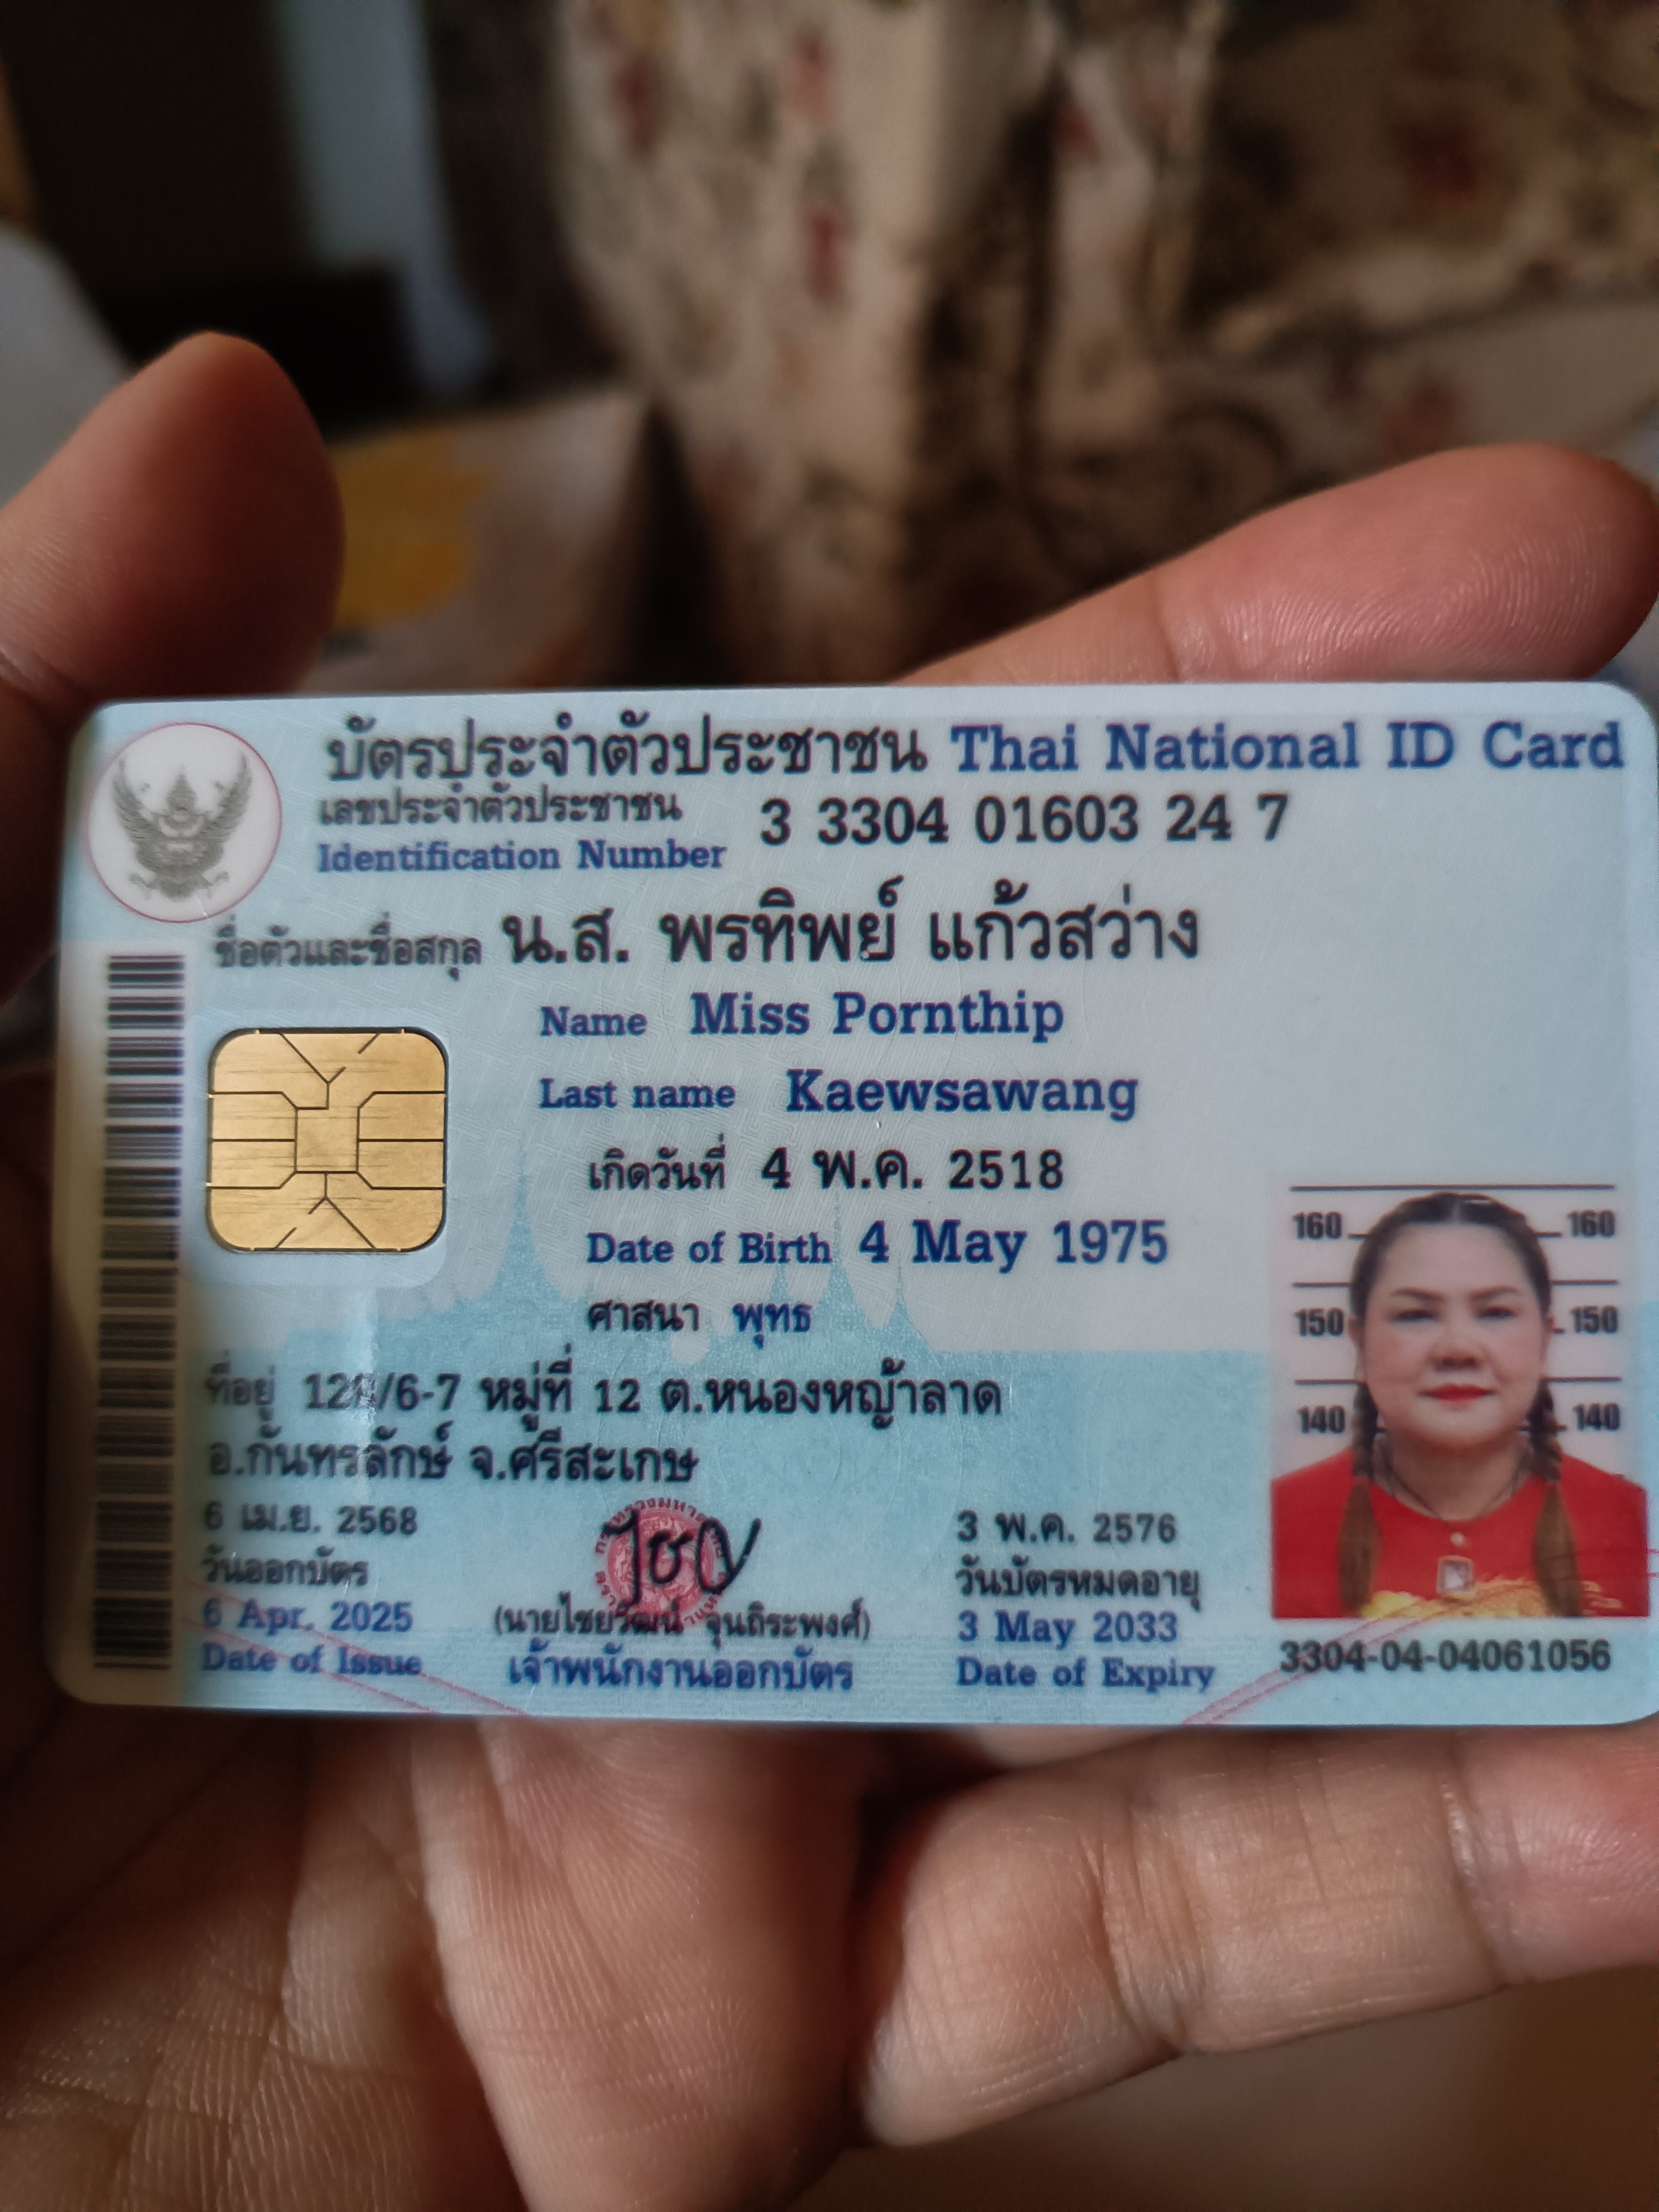 บัตรประจำตัวประชาชน Thai National ID Card
เลขประจำตัวประชาชน
Identification Number
3 3304 01603 24 7
ชื่อตัวและชื่อสกุล น.ส. พรทิพย์ แก้วสว่าง
Name Miss Pornthip
Last name Kaewsawang
เกิดวันที่ 4 พ.ค. 2518
Date of Birth 4 May 1975
ศาสนา พุทธ
160 160
150 150
140 140
ที่อยู่ หมู่ที่ 12 ต.หนองหญ้าลาด
อ.กันทรลักษ์ จ.ศรีสะเกษ
6 เม.ย. 2568
วันออกบัตร
6 Apr. 2025
Date of Issue
(นายไชยวัฒน์ จุนถิระพงศ์)
เจ้าพนักงานออกบัตร
3 พ.ค. 2576
วันบัตรหมดอายุ
3 May 2033
Date of Expiry
3304-04-04061056